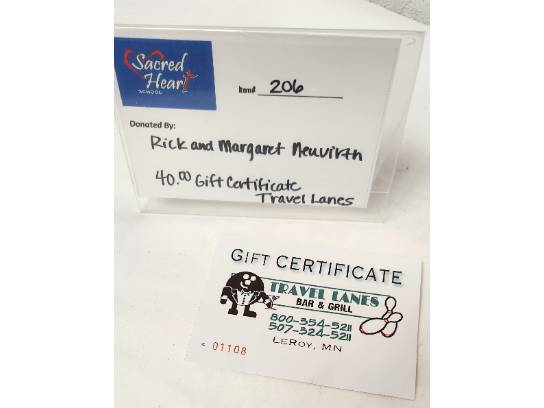 Sacred
Heart
SCHOOL
Item# 206
Donated By:
Rick and Margaret Neuvirth
40.00 Gift Certificate
Travel Lanes
GIFT CERTIFICATE
TRAVEL LANES
BAR & GRILL
800-354-5211
507-324-5211
LEROY, MN
01108